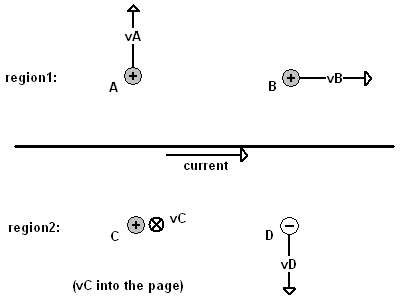 vA
region1:
A
+
B
+
vB
current
region2:
C
+
vC
D
−
vD
(vC into the page)